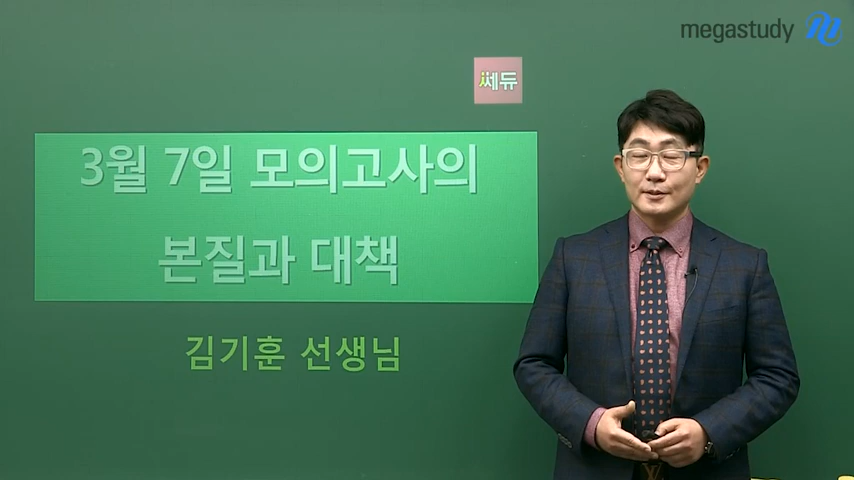 megastudy
쎄듀
3월 7일 모의고사의
본질과 대책
김기훈 선생님